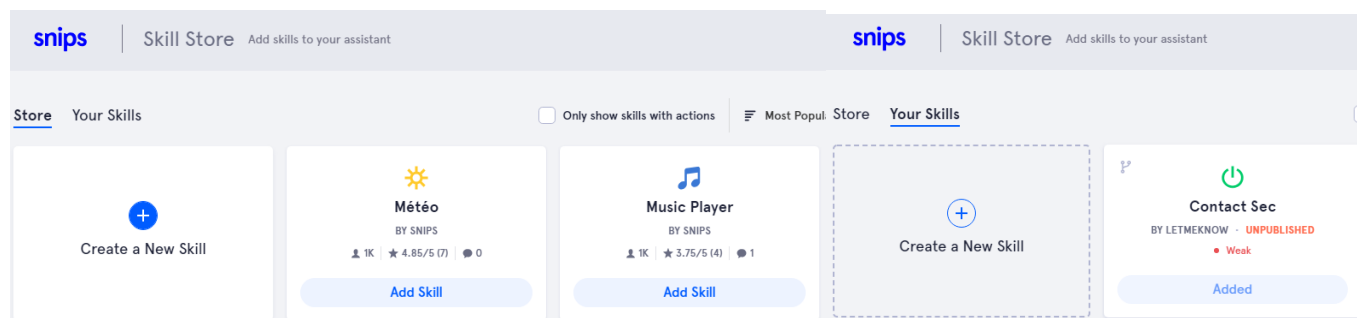 snips Skill Store Add skills to your assistant
Store Your Skills
Only show skills with actions
Most Popul
Create a New Skill
Météo
BY SNIPS
1K 4.85/5 (7) 0
Add Skill
Music Player
BY SNIPS
1K 3.75/5 (4) 1
Add Skill
snips Skill Store Add skills to your assistant
Store Your Skills
Create a New Skill
Contact Sec
BY LETMEKNOW · UNPUBLISHED
Weak
Added